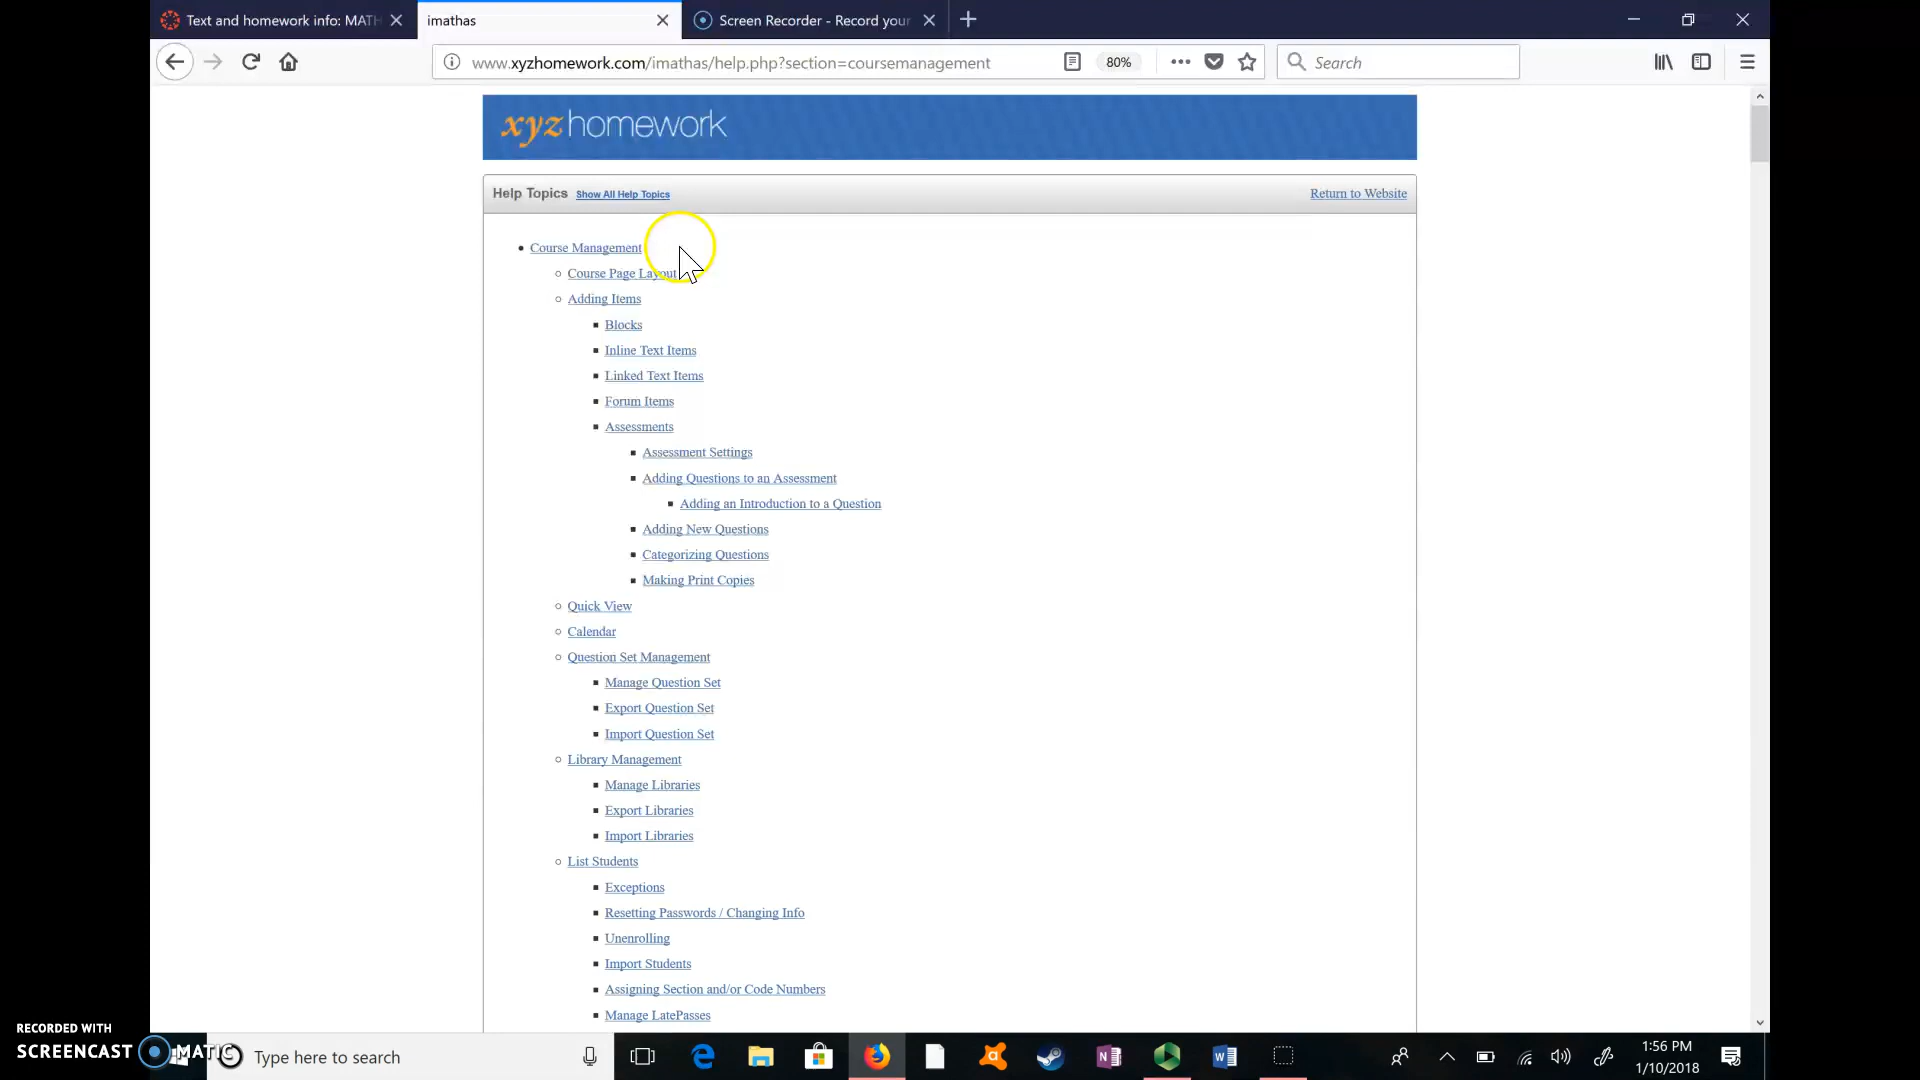 Text and homework info: MATH
imathas
Screen Recorder - Record your
www.xyzhomework.com/imathas/help.php?section=coursemanagement
80%
Search
xyzhomework
Help Topics Show All Help Topics
Return to Website
Course Management
Course Page Layout
Adding Items
Blocks
Inline Text Items
Linked Text Items
Forum Items
Assessments
Assessment Settings
Adding Questions to an Assessment
Adding an Introduction to a Question
Adding New Questions
Categorizing Questions
Making Print Copies
Quick View
Calendar
Question Set Management
Manage Question Set
Export Question Set
Import Question Set
Library Management
Manage Libraries
Export Libraries
Import Libraries
List Students
Exceptions
Resetting Passwords / Changing Info
Unenrolling
Import Students
Assigning Section and/or Code Numbers
Manage LatePasses
RECORDED WITH
SCREENCAST MATIC
Type here to search
1:56 PM
1/10/2018